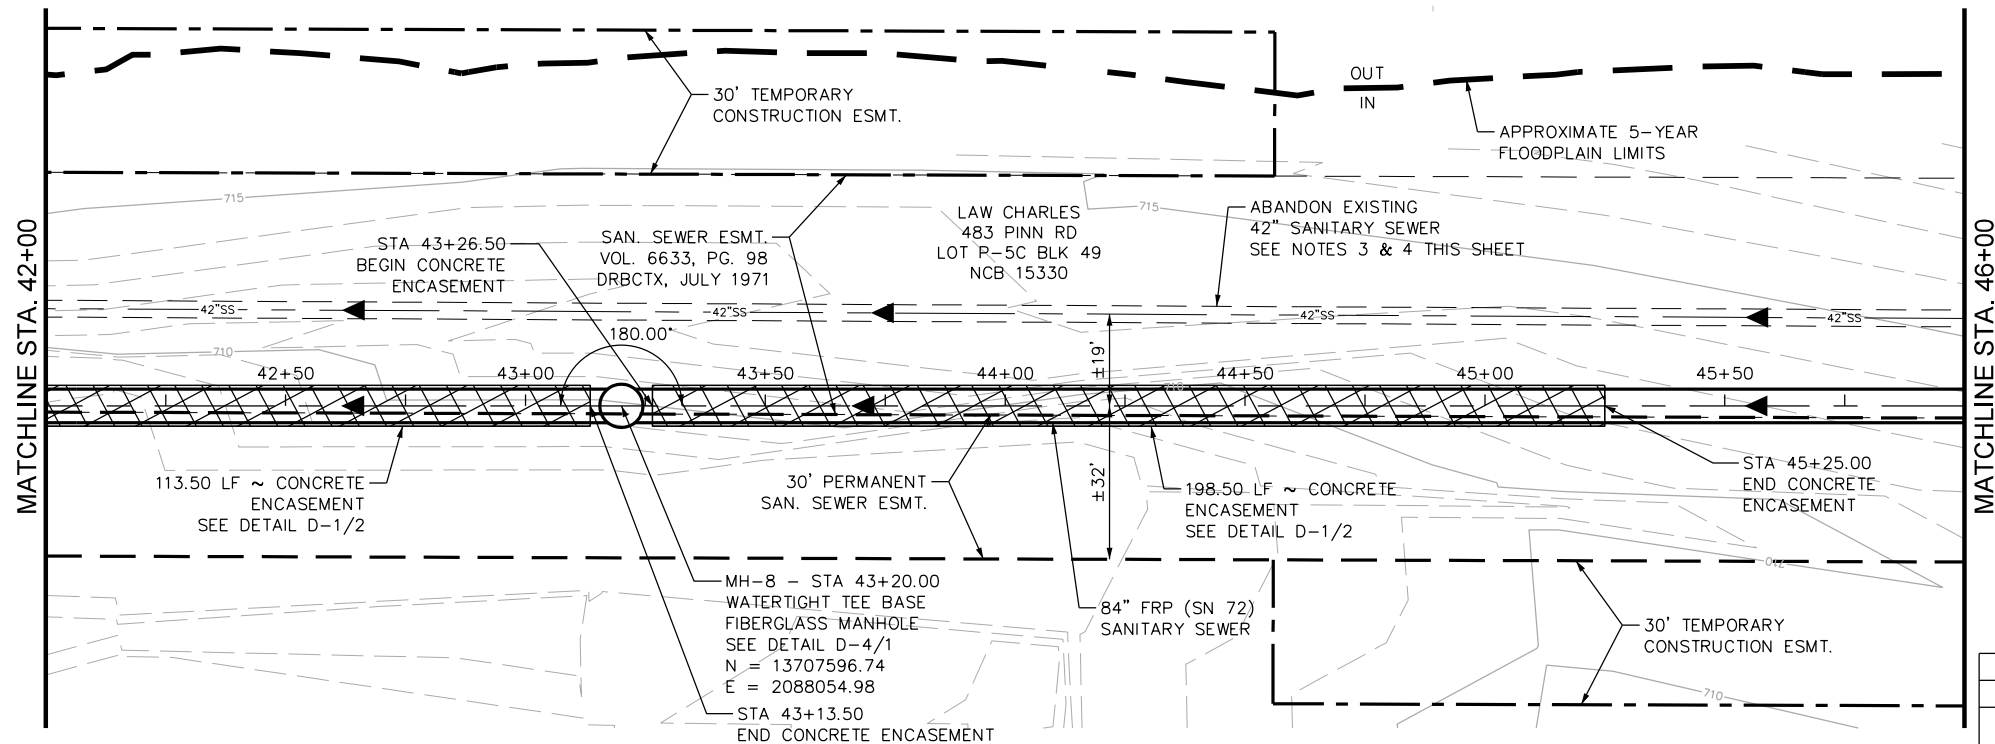 OUT
IN
30' TEMPORARY
CONSTRUCTION ESMT.
APPROXIMATE 5-YEAR
FLOODPLAIN LIMITS
715
715
LAW CHARLES
483 PINN RD
LOT P-5C BLK 49
NCB 15330
ABANDON EXISTING
42" SANITARY SEWER
SEE NOTES 3 & 4 THIS SHEET
STA 43+26.50
BEGIN CONCRETE
ENCASEMENT
SAN. SEWER ESMT.
VOL. 6633, PG. 98
DRBCTX, JULY 1971
MATCHLINE STA. 42+00
MATCHLINE STA. 46+00
42"SS
42"SS
42"SS
42"SS
180.00°
±19'
710
42+50
43+00
43+50
44+00
44+50
45+00
45+50
710
±32'
113.50 LF ~ CONCRETE
ENCASEMENT
SEE DETAIL D-1/2
30' PERMANENT
SAN. SEWER ESMT.
198.50 LF ~ CONCRETE
ENCASEMENT
SEE DETAIL D-1/2
STA 45+25.00
END CONCRETE
ENCASEMENT
710
MH-8 - STA 43+20.00
WATERTIGHT TEE BASE
FIBERGLASS MANHOLE
SEE DETAIL D-4/1
N = 13707596.74
E = 2088054.98
84" FRP (SN 72)
SANITARY SEWER
30' TEMPORARY
CONSTRUCTION ESMT.
710
STA 43+13.50
END CONCRETE ENCASEMENT